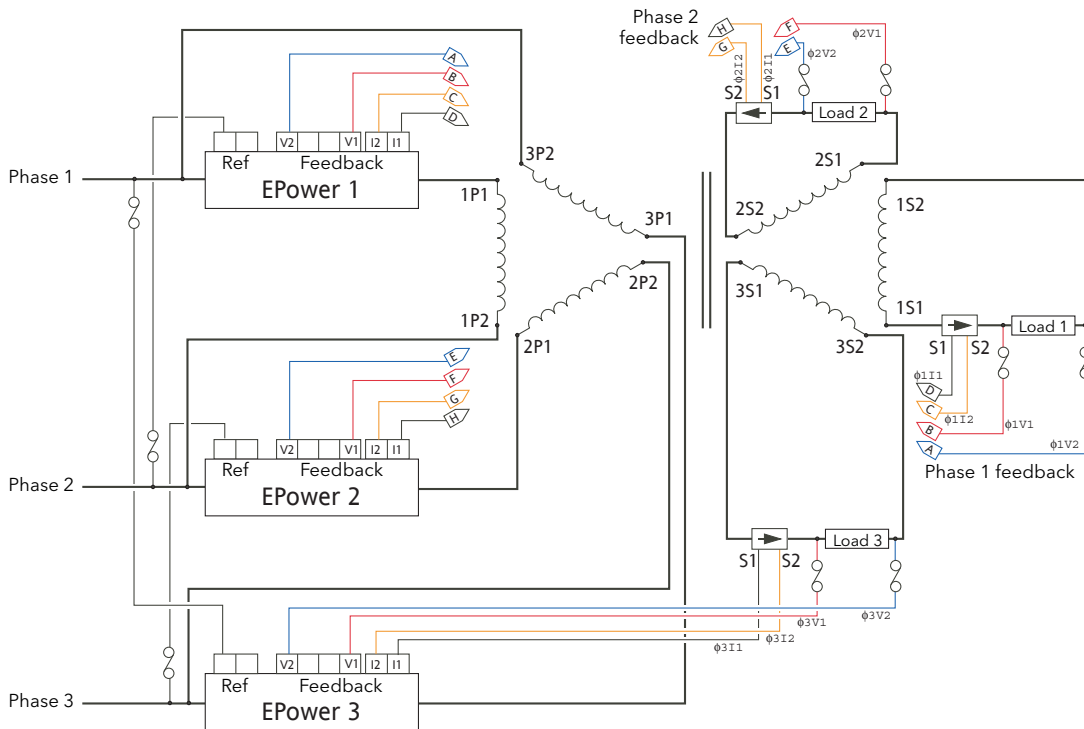 Phase 2
feedback
H
G
F
E
φ2V1
φ2V2
φ2I2
φ2I1
S2
S1
Load 2
A
B
C
D
V2
V1
I2
I1
Ref
Feedback
EPower 1
Phase 1
3P2
1P1
3P1
2P2
1P2
2P1
2S1
2S2
1S2
3S1
1S1
3S2
S1
S2
Load 1
φ1I1
D
C
φ1I2
B
φ1V1
A
φ1V2
Phase 1 feedback
E
F
G
H
V2
V1
I2
I1
Ref
Feedback
EPower 2
Phase 2
S1
S2
Load 3
φ3V2
φ3V1
φ3I2
φ3I1
V2
V1
I2
I1
Ref
Feedback
EPower 3
Phase 3